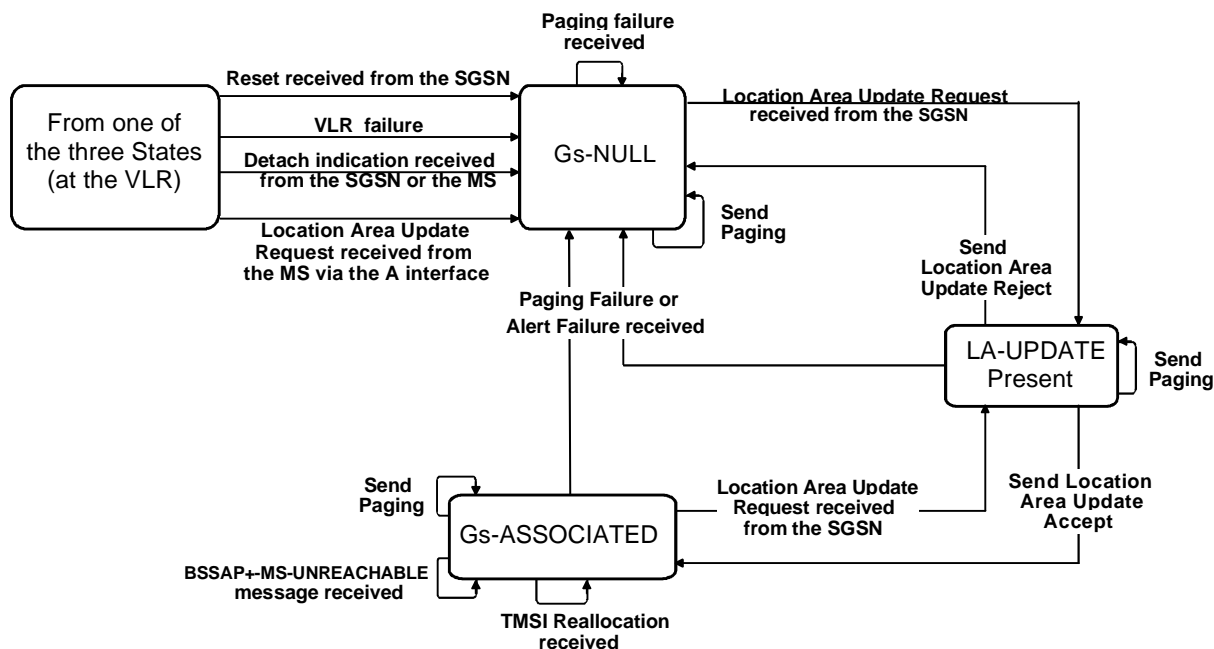 Paging failure
received
Reset received from the SGSN
Location Area Update Request
received from the SGSN
From one of
the three States
(at the VLR)
VLR failure
Gs-NULL
Detach indication received
from the SGSN or the MS
Send
Paging
Location Area Update
Request received from
the MS via the A interface
Send
Location Area
Update Reject
Paging Failure or
Alert Failure received
LA-UPDATE
Present
Send
Paging
Send
Paging
Location Area Update
Request received
from the SGSN
Send Location
Area Update
Accept
Gs-ASSOCIATED
BSSAP+-MS-UNREACHABLE
message received
TMSI Reallocation
received